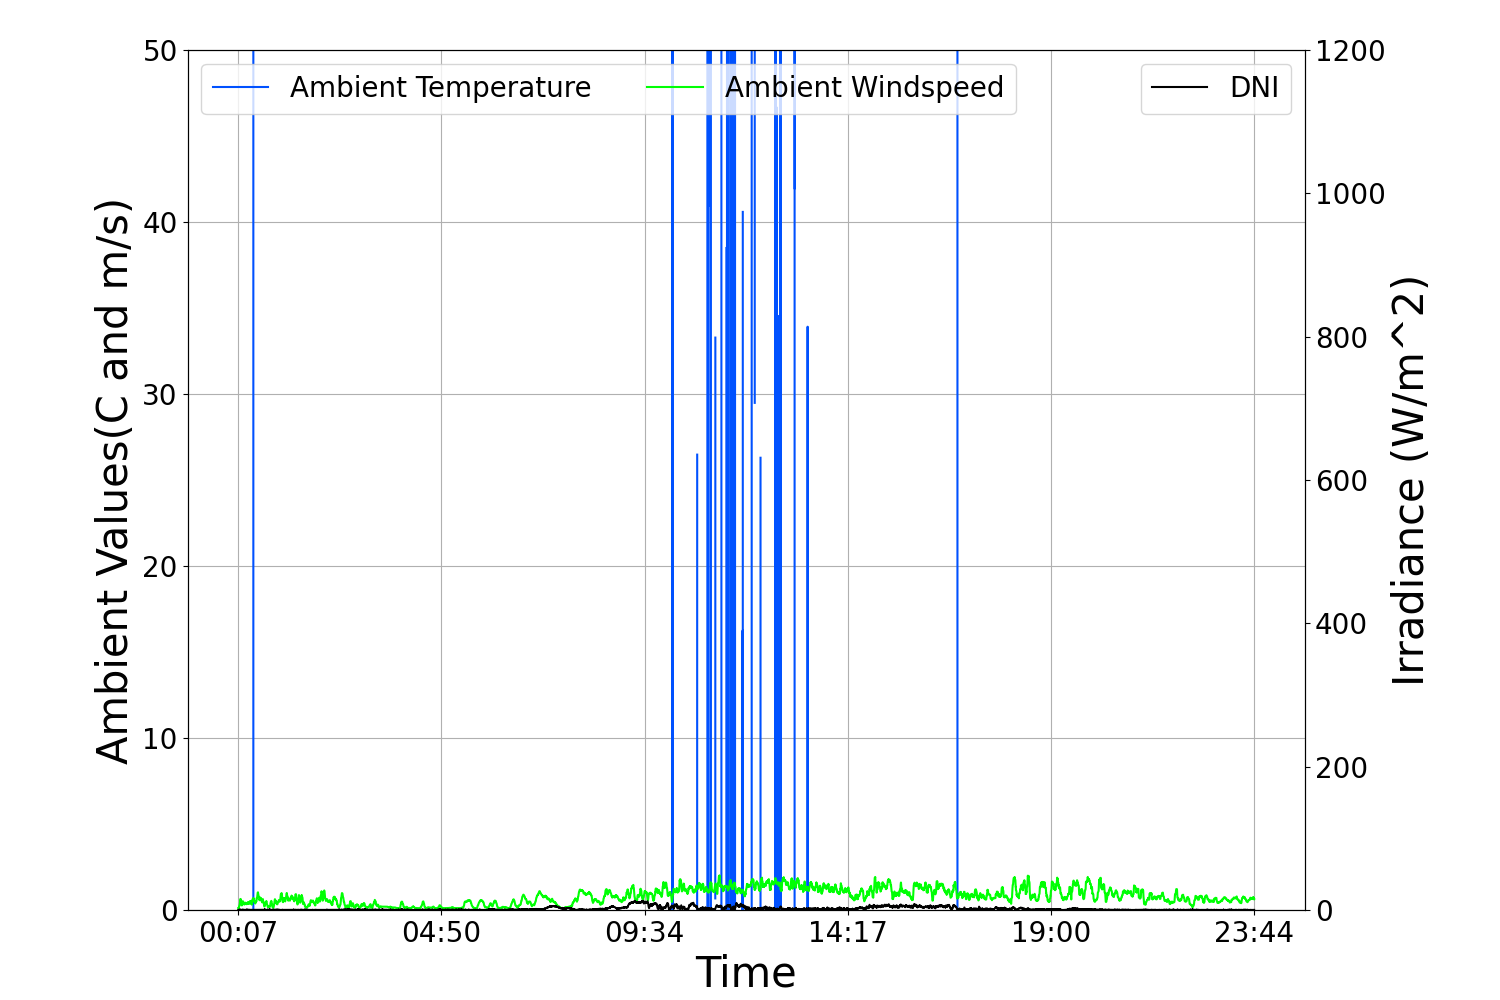 50
40
30
20
10
0
Ambient Values(C and m/s)
Ambient Temperature
Ambient Windspeed
DNI
1200
1000
800
600
400
200
0
Irradiance (W/m^2)
00:07 04:50 09:34 14:17 19:00 23:44
Time